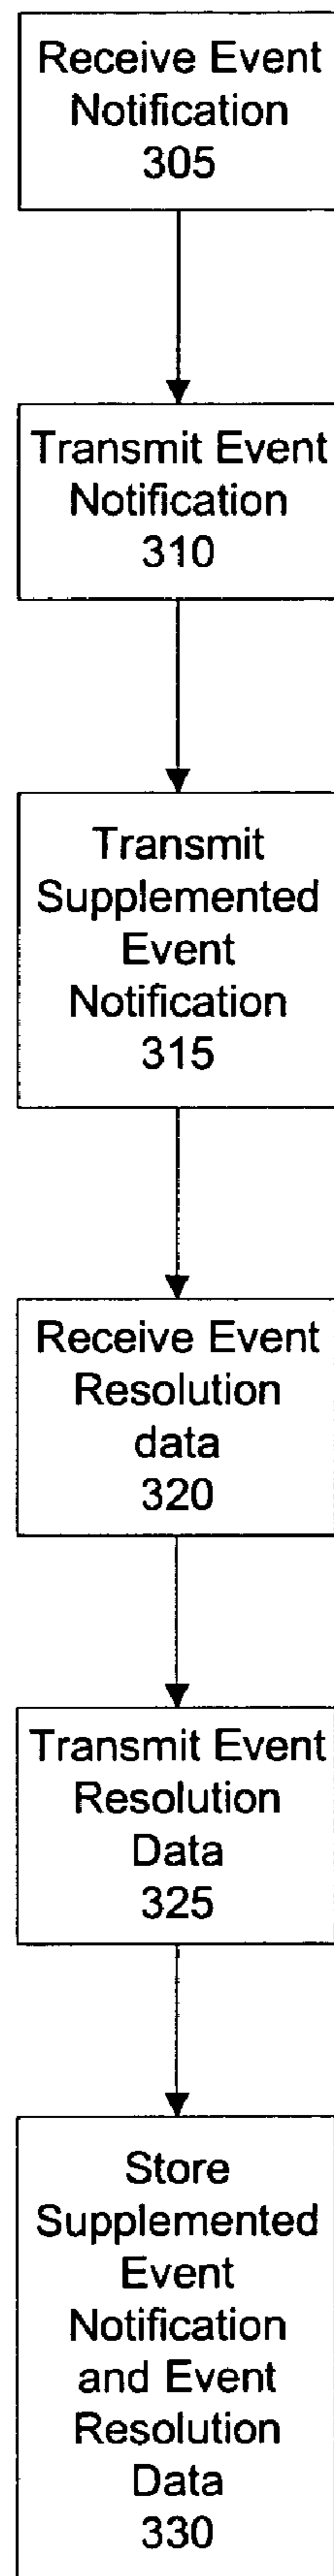 Receive Event
Notification
305
Transmit Event
Notification
310
Transmit
Supplemented
Event
Notification
315
Receive Event
Resolution
data
320
Transmit Event
Resolution
Data
325
Store
Supplemented
Event
Notification
and Event
Resolution
Data
330